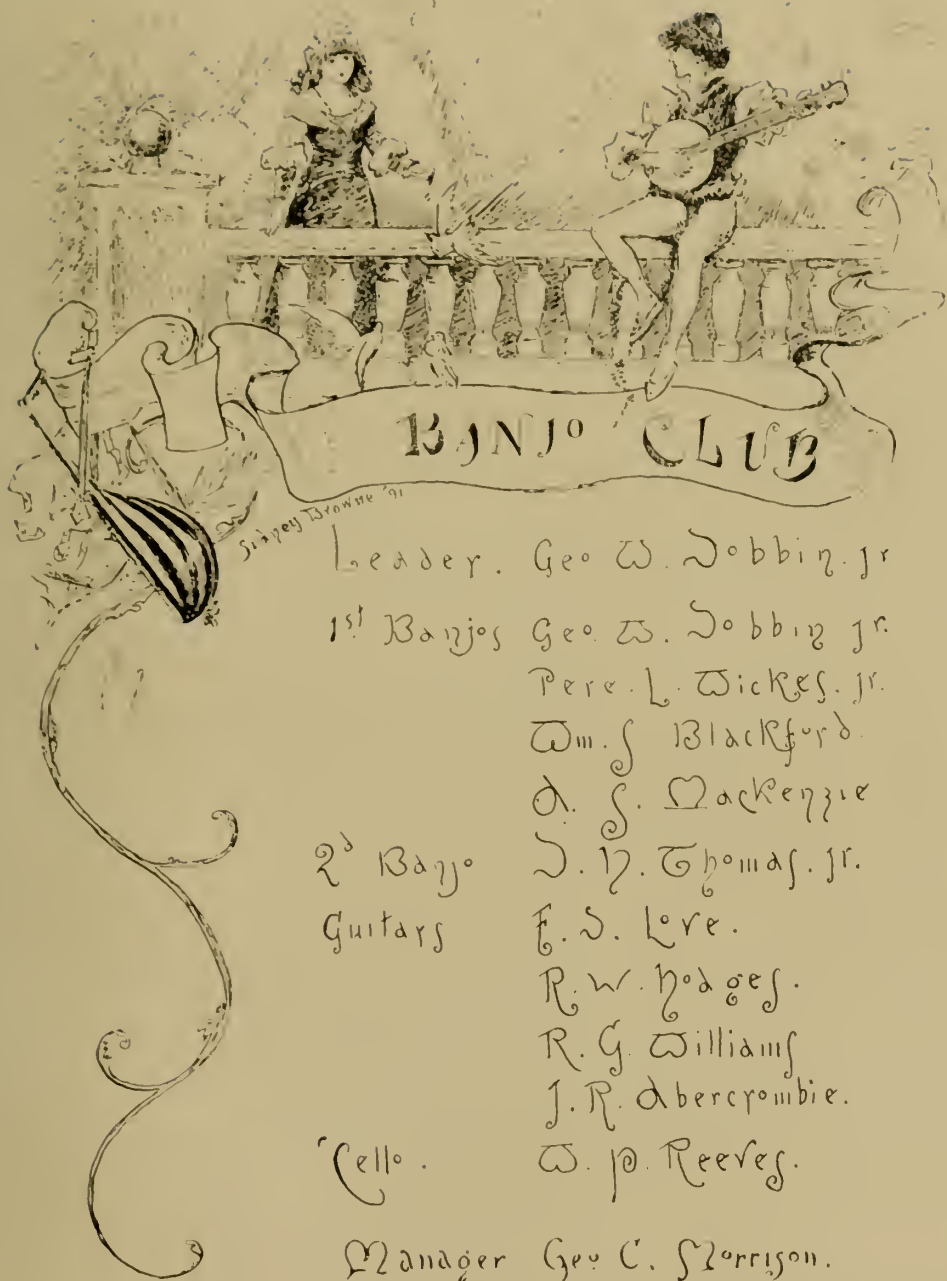 BANJO CLUB
Sidney Browne '91
Leader. Geo W. Dobbin. Jr
1st Banjos Geo. W. Dobbin Jr.
Pere. L. Wickes. Jr.
Wm. S Blackford.
A. S. Mackenzie
2d Banjo D. H. Thomas. Jr.
Guitars E. D. Love.
R. W. Hodges.
R. G. Williams
J. R. Abercrombie.
'Cello. W. P. Reeves.
Manager Geo C. Morrison.